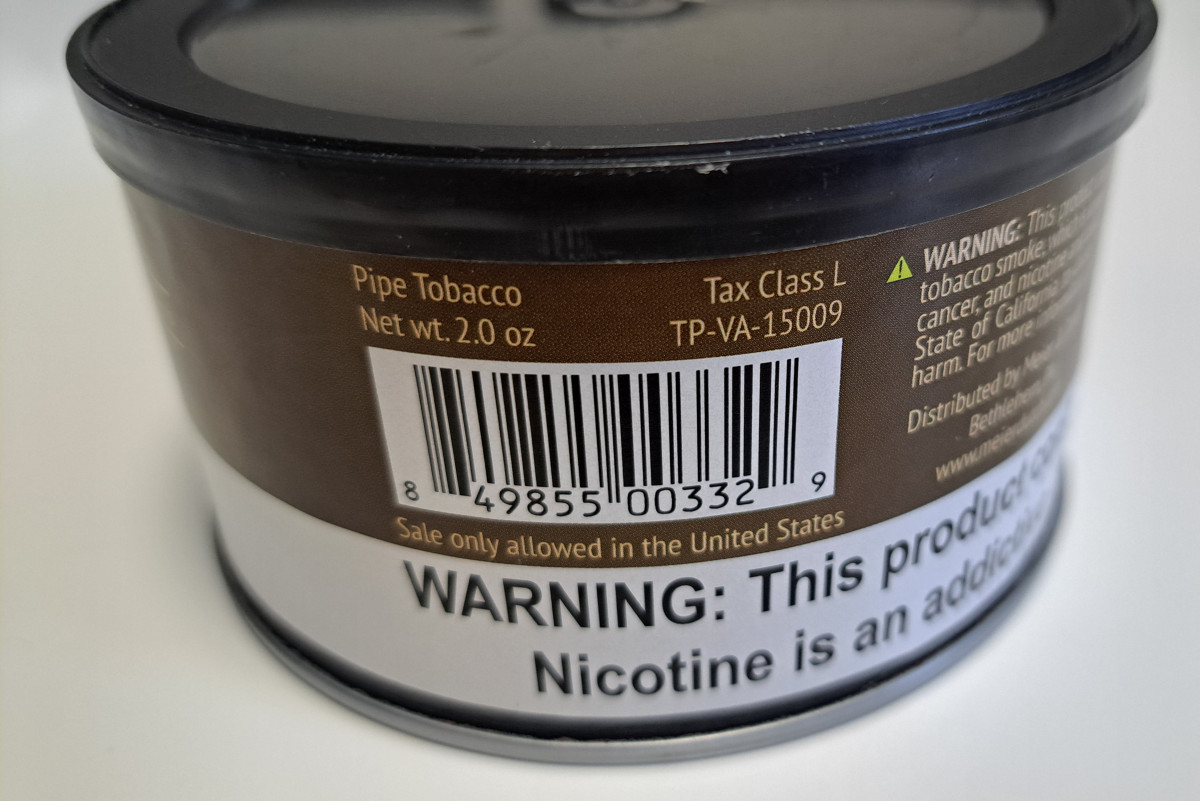 Pipe Tobacco
Net wt. 2.0 oz
Tax Class L
TP-VA-15009
8 49855 00332 9
Sale only allowed in the United States
WARNING: This product
tobacco smoke,
cancer, and nicotine
State of California
harm. For more
Distributed by
WARNING: This product
Nicotine is an